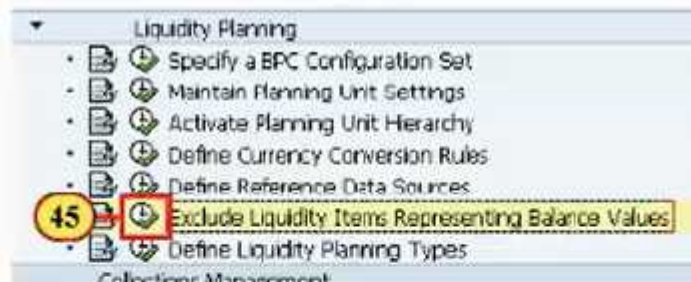 Liquidity Planning
Specify a BPC Configuration Set
Maintain Planning Unit Settings
Activate Planning Unit Hierarchy
Define Currency Conversion Rules
Define Reference Data Sources
45 Exclude Liquidity Items Representing Balance Values
Define Liquidity Planning Types
Collections Management